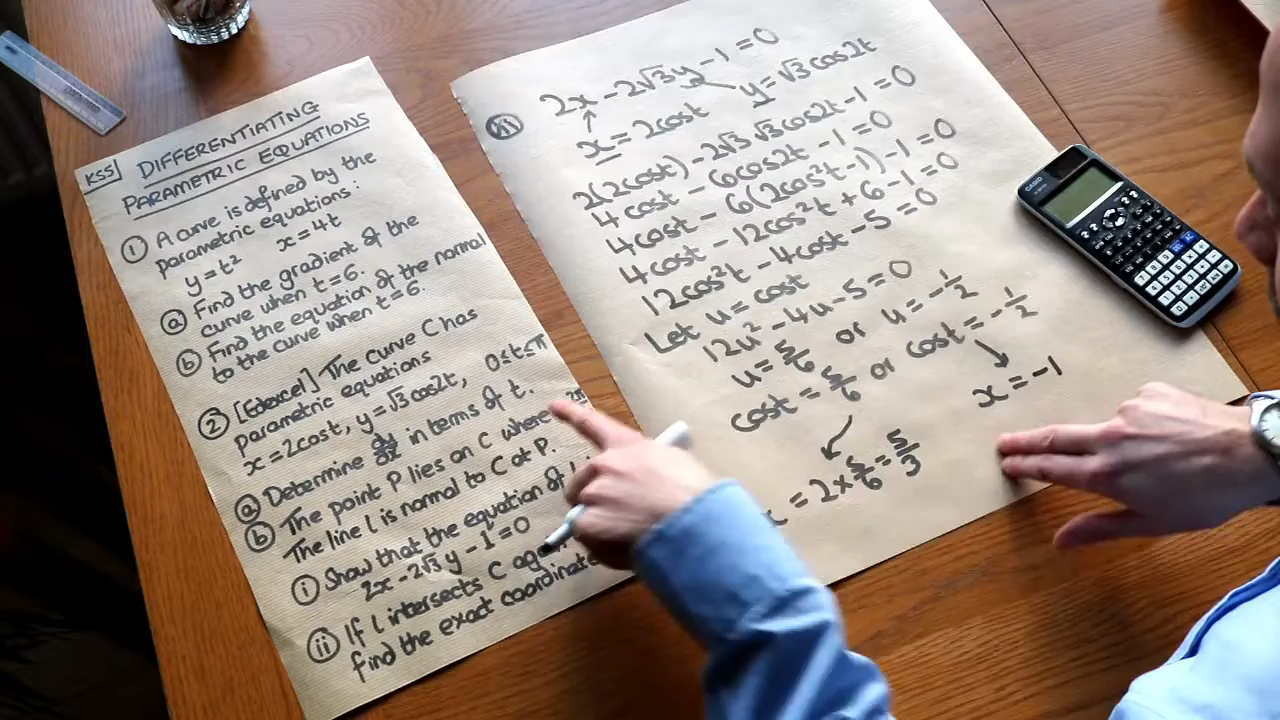 KS5 DIFFERENTIATING
PARAMETRIC EQUATIONS
① A curve is defined by the
parametric equations:
y = t² x = 4t
ⓐ Find the gradient of the
curve when t = 6.
ⓑ Find the equation of the normal
to the curve when t = 6.
② [Edexcel] The curve C has
parametric equations
x = 2cost, y = √3 cos2t, 0 ≤ t ≤ π
ⓐ Determine dy/dx in terms of t.
ⓑ The point P lies on C where
The line l is normal to C at P.
ⓘ Show that the equation of l
2x - 2√3 y - 1 = 0
ⓘⓘ If l intersects C again
find the exact coordinate
ⓘⓘ 2x - 2√3y - 1 = 0
x = 2cost y = √3 cos2t
2(2cost) - 2√3 √3cos2t - 1 = 0
4cost - 6cos2t - 1 = 0
4cost - 6(2cos²t - 1) - 1 = 0
4cost - 12cos²t + 6 - 1 = 0
12cos²t - 4cost - 5 = 0
Let u = cost
12u² - 4u - 5 = 0
u = 5/6 or u = -1/2
cost = 5/6 or cost = -1/2
x = -1
x = 2 × 5/6 = 5/3
CASIO